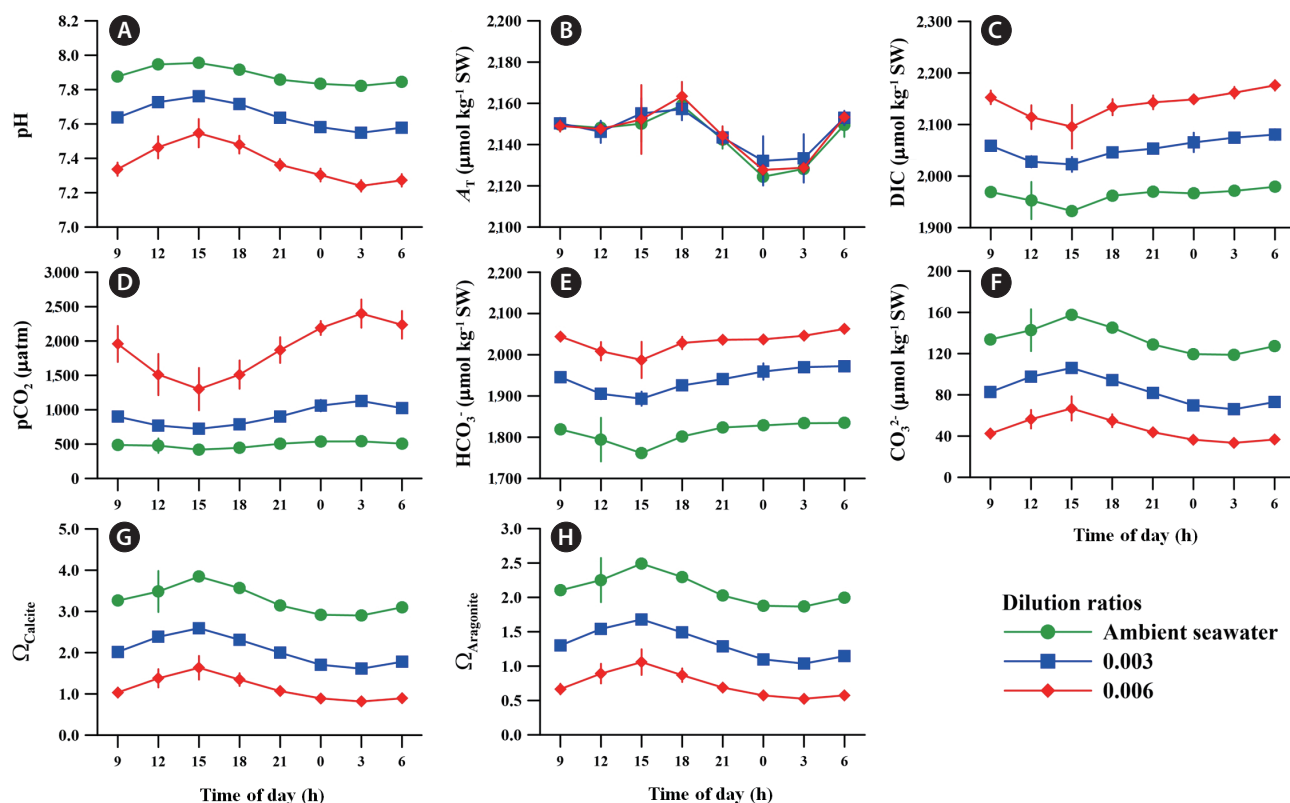 A
pH
8.2
8.0
7.8
7.6
7.4
7.2
7.0
9 12 15 18 21 0 3 6
B
A_T (μmol kg⁻¹ SW)
2,180
2,160
2,140
2,120
2,100
9 12 15 18 21 0 3 6
C
DIC (μmol kg⁻¹ SW)
2,300
2,200
2,100
2,000
1,900
9 12 15 18 21 0 3 6
D
pCO₂ (μatm)
3,000
2,500
2,000
1,500
1,000
500
0
9 12 15 18 21 0 3 6
E
HCO₃⁻ (μmol kg⁻¹ SW)
2,200
2,100
2,000
1,900
1,800
1,700
9 12 15 18 21 0 3 6
F
CO₃²⁻ (μmol kg⁻¹ SW)
160
120
80
40
0
9 12 15 18 21 0 3 6
Time of day (h)
G
Ω_Calcite
5.0
4.0
3.0
2.0
1.0
0.0
9 12 15 18 21 0 3 6
Time of day (h)
H
Ω_Aragonite
3.0
2.5
2.0
1.5
1.0
0.5
0.0
9 12 15 18 21 0 3 6
Time of day (h)
Dilution ratios
Ambient seawater
0.003
0.006